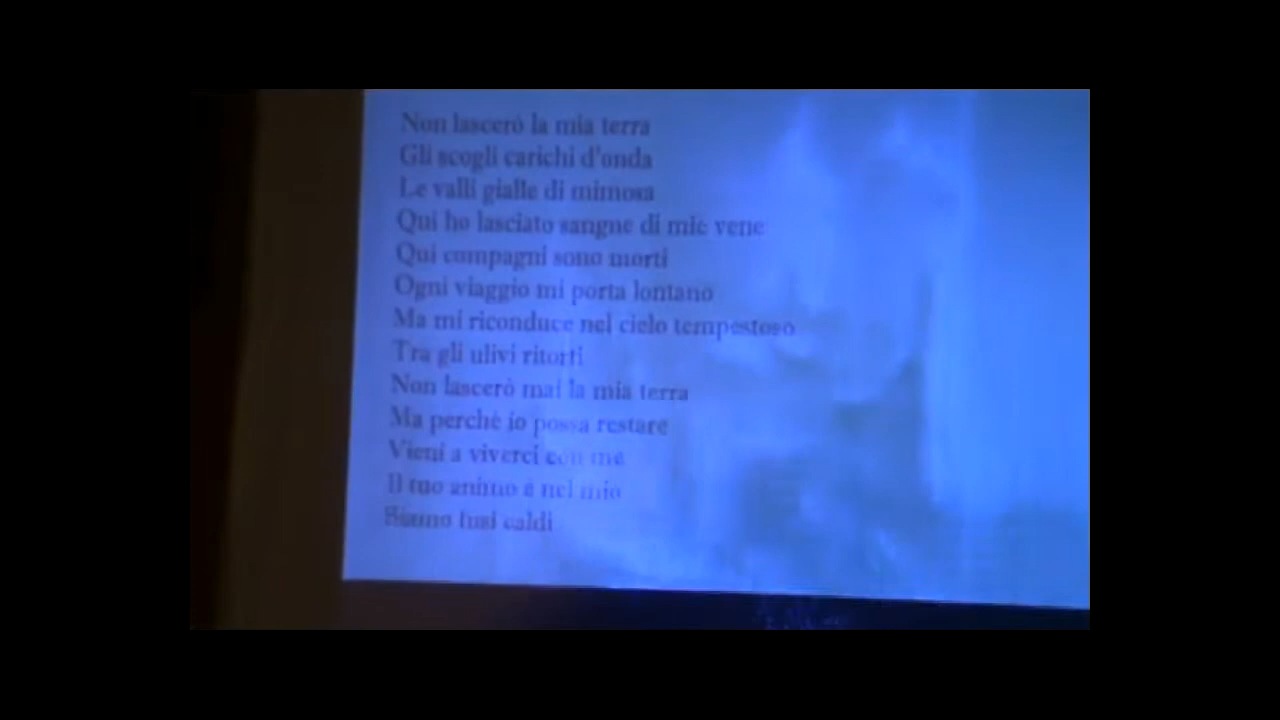 Non lascerò la mia terra
Gli scogli carichi d'onda
Le valli gialle di mimosa
Qui ho lasciato sangue di mie vene
Qui compagni sono morti
Ogni viaggio mi porta lontano
Ma mi riconduce nel cielo tempestoso
Tra gli ulivi ritorti
Non lascerò mai la mia terra
Ma perché io possa restare
Vieni a viverci con me
Il tuo animo è nel mio
Siamo fusi caldi